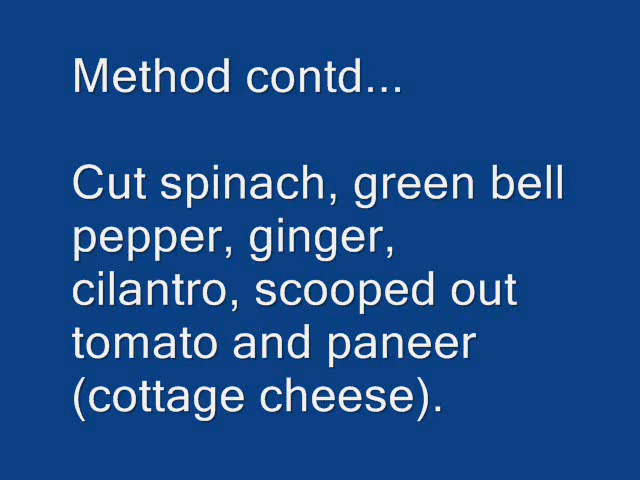 Method contd...
Cut spinach, green bell
pepper, ginger,
cilantro, scooped out
tomato and paneer
(cottage cheese).